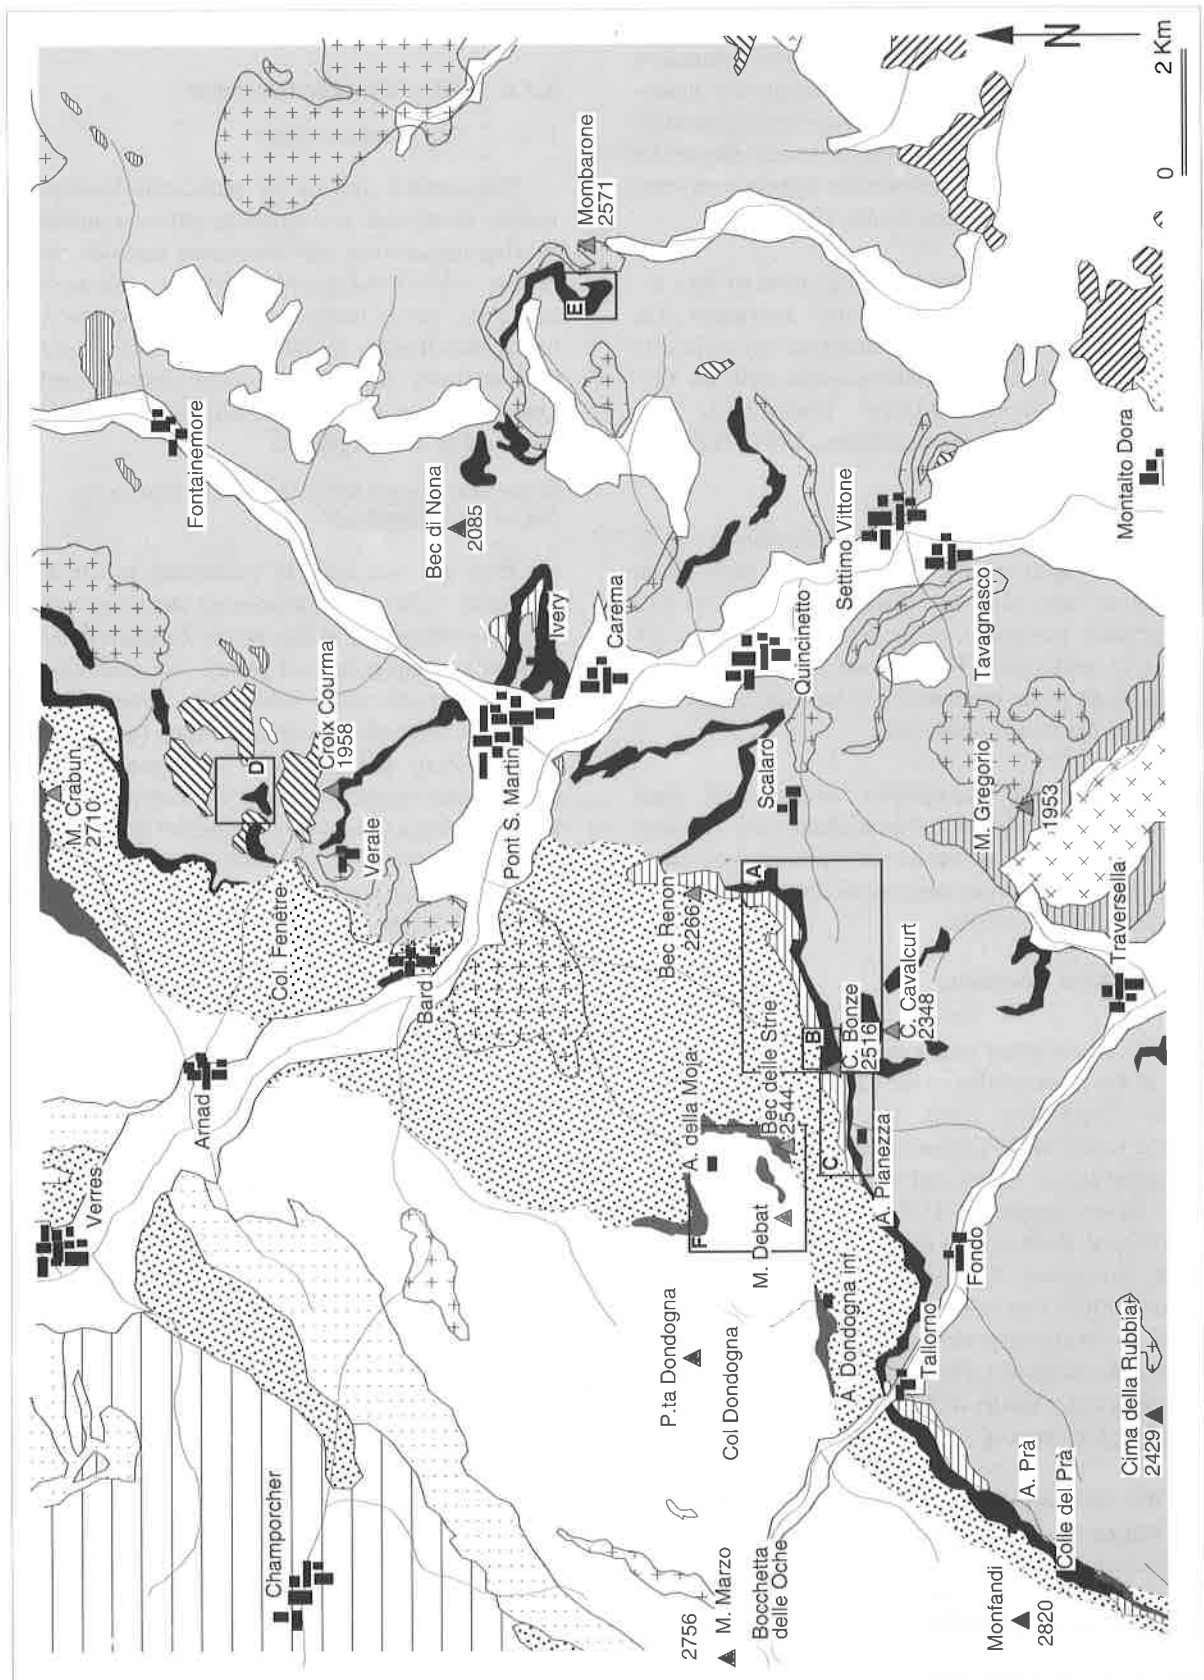 Verres
M. Crabun
2710
Fontainemore
Arnad
Champorcher
Col. Fenêtre
D
Croix Courma
1958
Verale
Bard
Bec di Nona
2085
Pont S. Martin
Ivery
E
Mombarone
2571
Carema
P.ta Dondogna
A. della Moja
Bec Renon
2266
2756
M. Marzo
Col Dondogna
F
M. Debat
Bec delle Strie
2544
A
Scalaro
Quincinetto
Bocchetta
delle Oche
B
C
C. Bonze
2516
Settimo Vittone
A. Dondogna inf.
A. Pianezza
C. Cavalcurt
2348
Tallorno
Fondo
M. Gregorio
1953
Tavagnasco
Monfandi
2820
A. Prà
Colle del Prà
Cima della Rubbia
2429
Traversella
Montalto Dora
N
0
2 Km